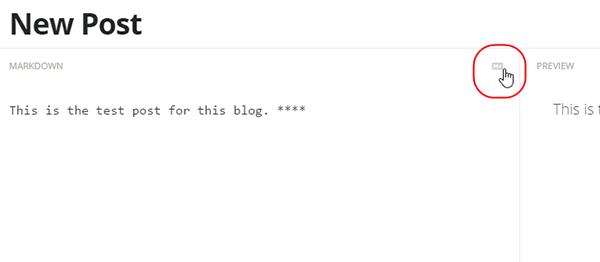 New Post
MARKDOWN
PREVIEW
This is the test post for this blog. ****
This is t